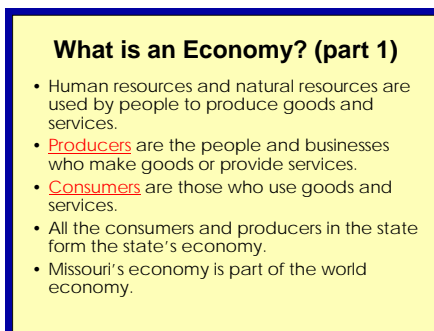 What is an Economy? (part 1)
• Human resources and natural resources are
used by people to produce goods and
services.
• Producers are the people and businesses
who make goods or provide services.
• Consumers are those who use goods and
services.
• All the consumers and producers in the state
form the state's economy.
• Missouri's economy is part of the world
economy.